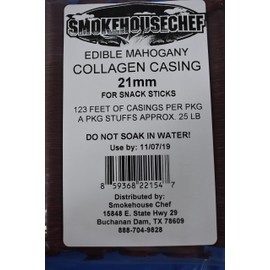 SMOKEHOUSECHEF
EDIBLE MAHOGANY
COLLAGEN CASING
21mm
FOR SNACK STICKS
123 FEET OF CASINGS PER PKG
A PKG STUFFS APPROX. 25 LB
DO NOT SOAK IN WATER!
Use by: 11/07/19
8 59368 22154 7
Distributed by:
Smokehouse Chef
15848 E. State Hwy 29
Buchanan Dam, TX 78609
888-704-9828